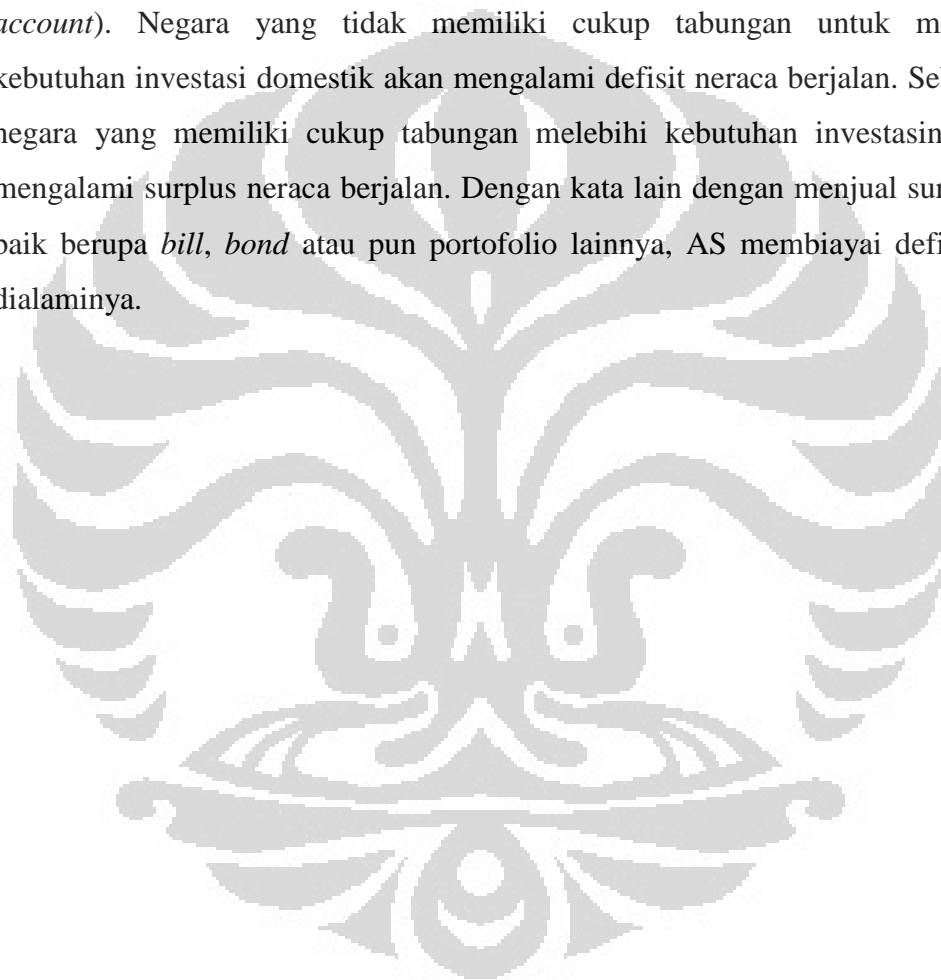 account). Negara yang tidak memiliki cukup tabungan untuk m
kebutuhan investasi domestik akan mengalami defisit neraca berjalan. Se
negara yang memiliki cukup tabungan melebihi kebutuhan investasin
mengalami surplus neraca berjalan. Dengan kata lain dengan menjual sur
baik berupa bill, bond atau pun portofolio lainnya, AS membiayai defi
dialaminya.